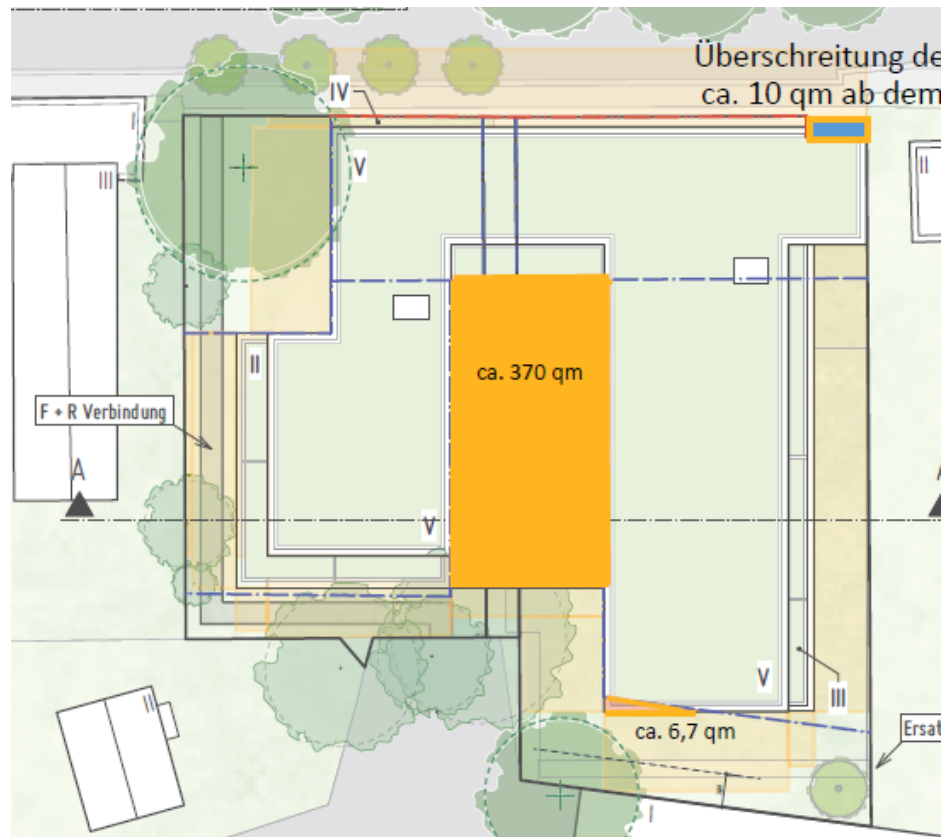 Überschreitung de
ca. 10 qm ab dem
IV
I
V
III
II
ca. 370 qm
II
F + R Verbindung
A
A
V
V
III
II
ca. 6,7 qm
Ersat
I